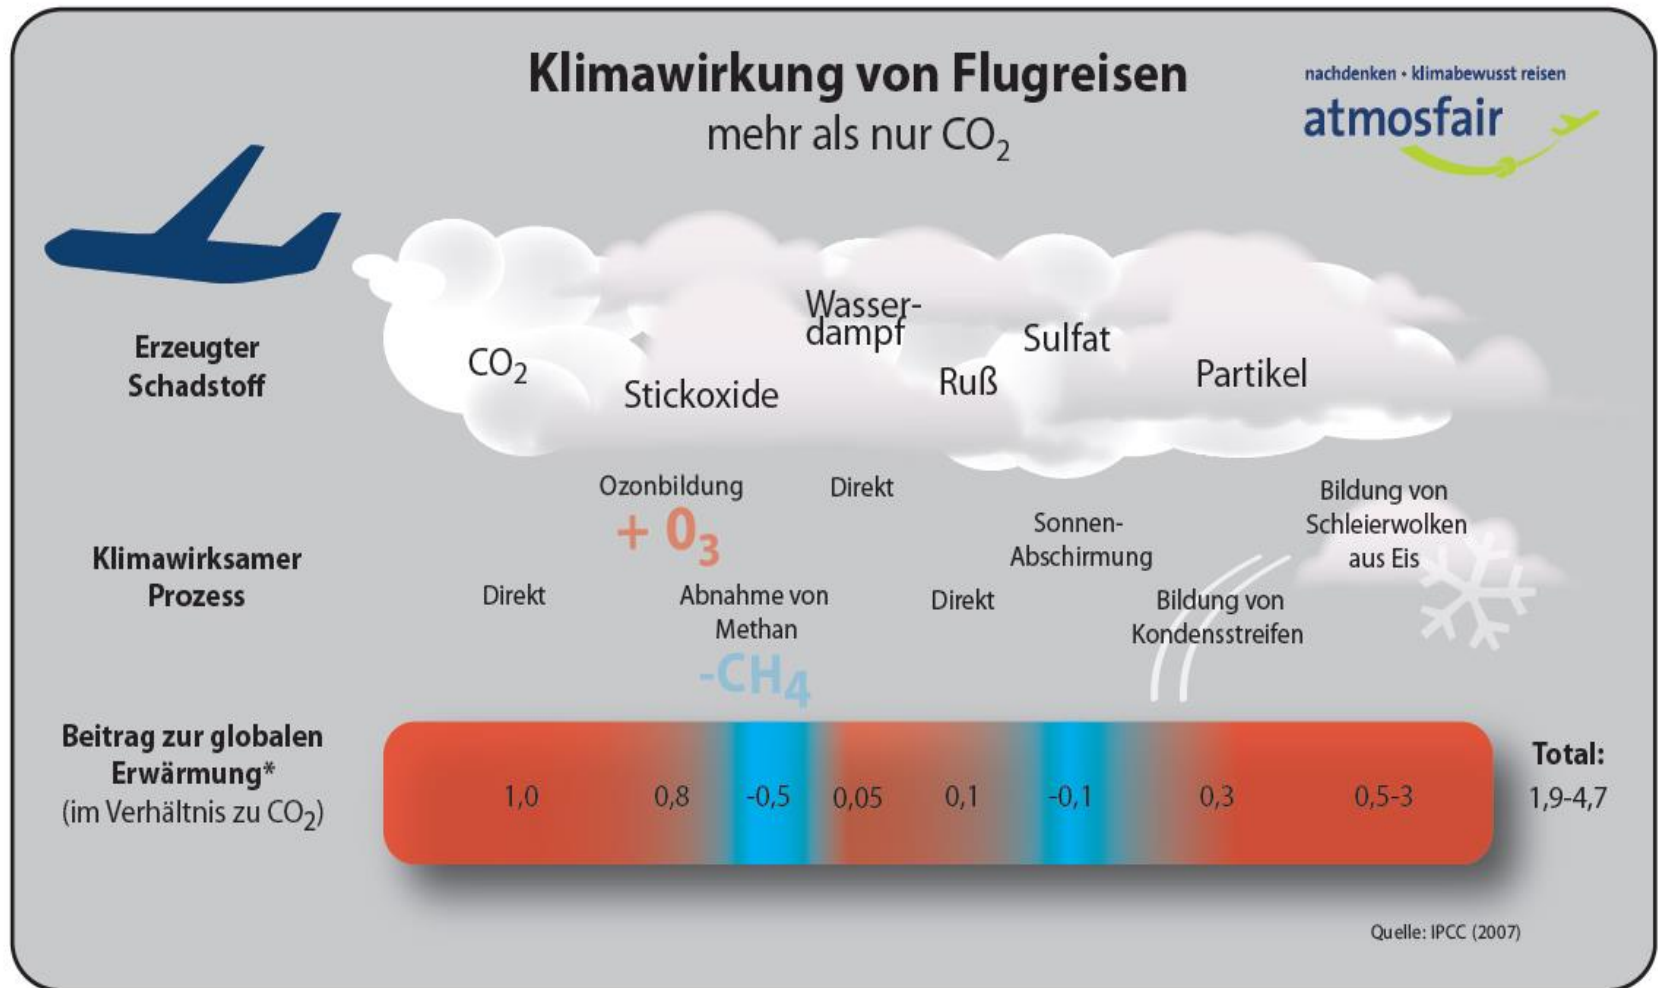 Klimawirkung von Flugreisen
mehr als nur CO₂
nachdenken • klimabewusst reisen
atmosfair
Erzeugter
Schadstoff
CO₂
Stickoxide
Wasser-
dampf
Ruß
Sulfat
Partikel
Klimawirksamer
Prozess
Direkt
Ozonbildung
+ O₃
Abnahme von
Methan
-CH₄
Direkt
Direkt
Sonnen-
Abschirmung
Bildung von
Kondensstreifen
Bildung von
Schleierwolken
aus Eis
Beitrag zur globalen
Erwärmung*
(im Verhältnis zu CO₂)
1,0 0,8 -0,5 0,05 0,1 -0,1 0,3 0,5-3
Total:
1,9-4,7
Quelle: IPCC (2007)